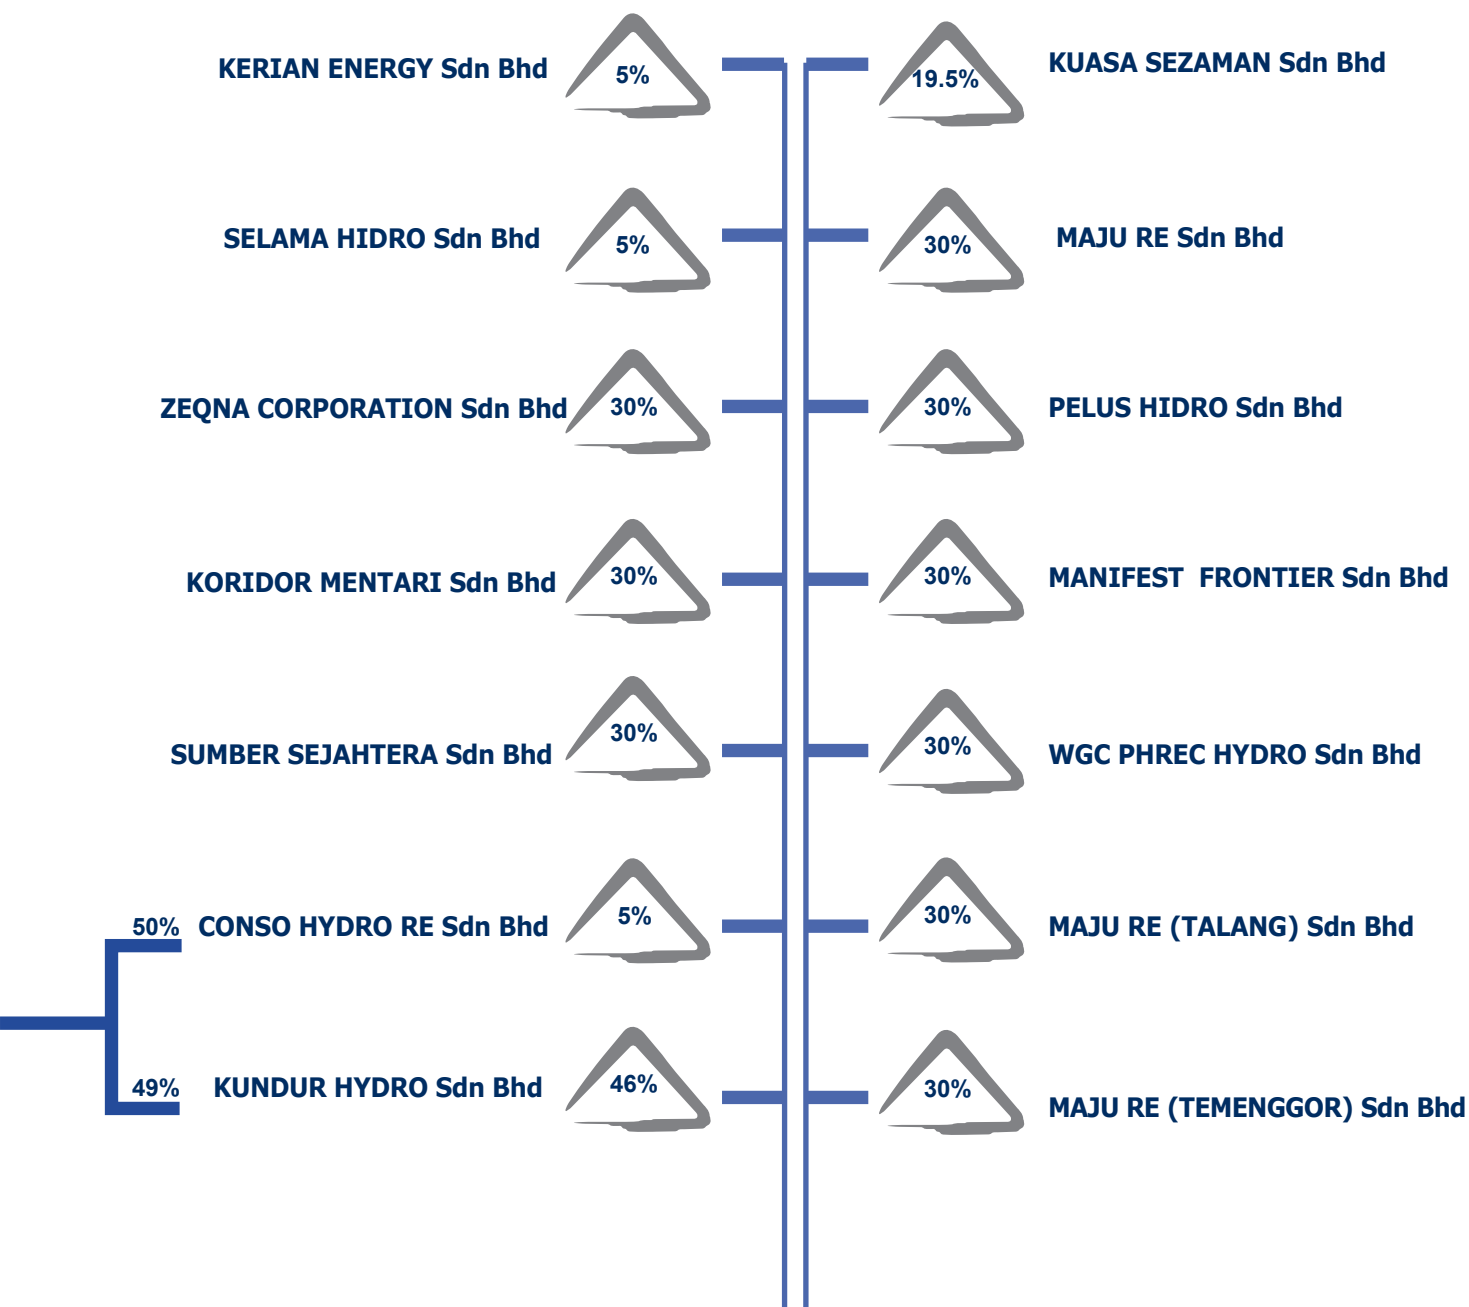 KERIAN ENERGY Sdn Bhd 5% 19.5% KUASA SEZAMAN Sdn Bhd
SELAMA HIDRO Sdn Bhd 5% 30% MAJU RE Sdn Bhd
ZEQNA CORPORATION Sdn Bhd 30% 30% PELUS HIDRO Sdn Bhd
KORIDOR MENTARI Sdn Bhd 30% 30% MANIFEST  FRONTIER Sdn Bhd
SUMBER SEJAHTERA Sdn Bhd 30% 30% WGC PHREC HYDRO Sdn Bhd
50% CONSO HYDRO RE Sdn Bhd 5% 30% MAJU RE (TALANG) Sdn Bhd
49% KUNDUR HYDRO Sdn Bhd 46% 30% MAJU RE (TEMENGGOR) Sdn Bhd